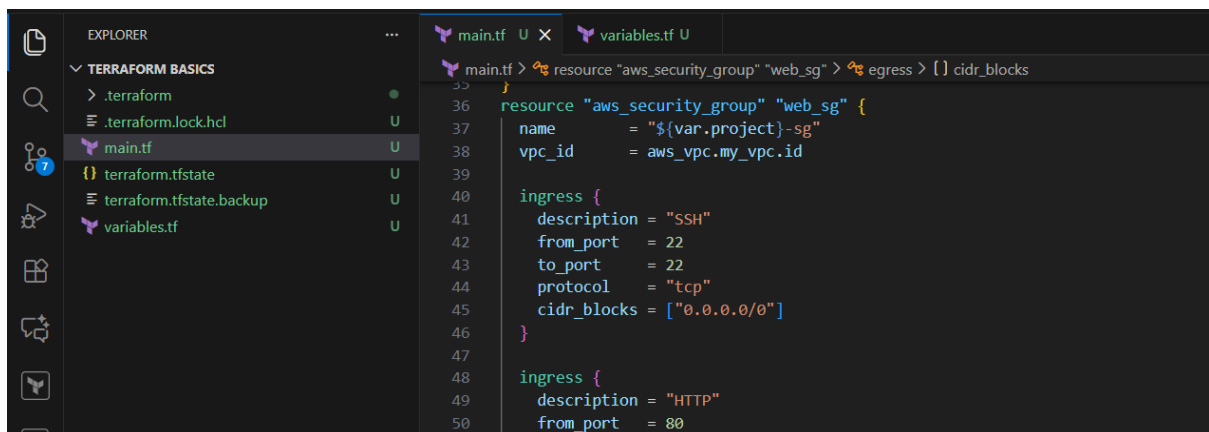 EXPLORER
...
TERRAFORM BASICS
.terraform
.terraform.lock.hcl U
main.tf U
{} terraform.tfstate U
terraform.tfstate.backup U
variables.tf U
7
main.tf U
variables.tf U
main.tf > resource "aws_security_group" "web_sg" > egress > [ ] cidr_blocks
35 }
36 resource "aws_security_group" "web_sg" {
37 name = "${var.project}-sg"
38 vpc_id = aws_vpc.my_vpc.id
39
40 ingress {
41 description = "SSH"
42 from_port = 22
43 to_port = 22
44 protocol = "tcp"
45 cidr_blocks = ["0.0.0.0/0"]
46 }
47
48 ingress {
49 description = "HTTP"
50 from_port = 80